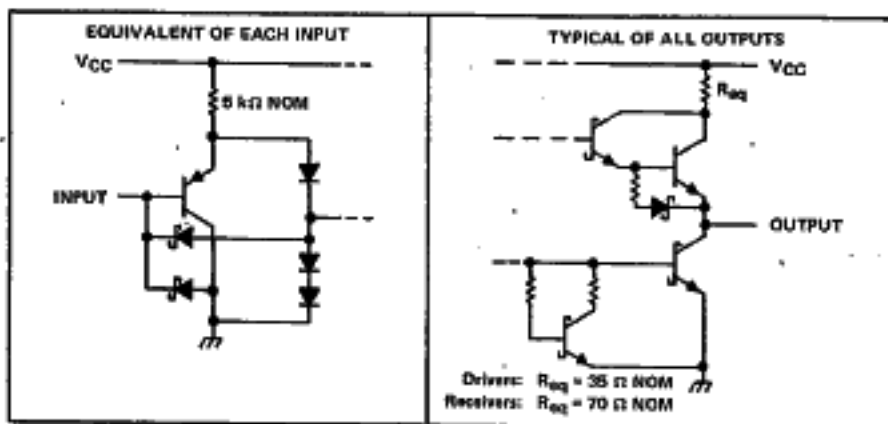 EQUIVALENT OF EACH INPUT
VCC
6 kΩ NOM
INPUT
TYPICAL OF ALL OUTPUTS
VCC
Req
OUTPUT
Drivers: Req = 35 Ω NOM
Receivers: Req = 70 Ω NOM